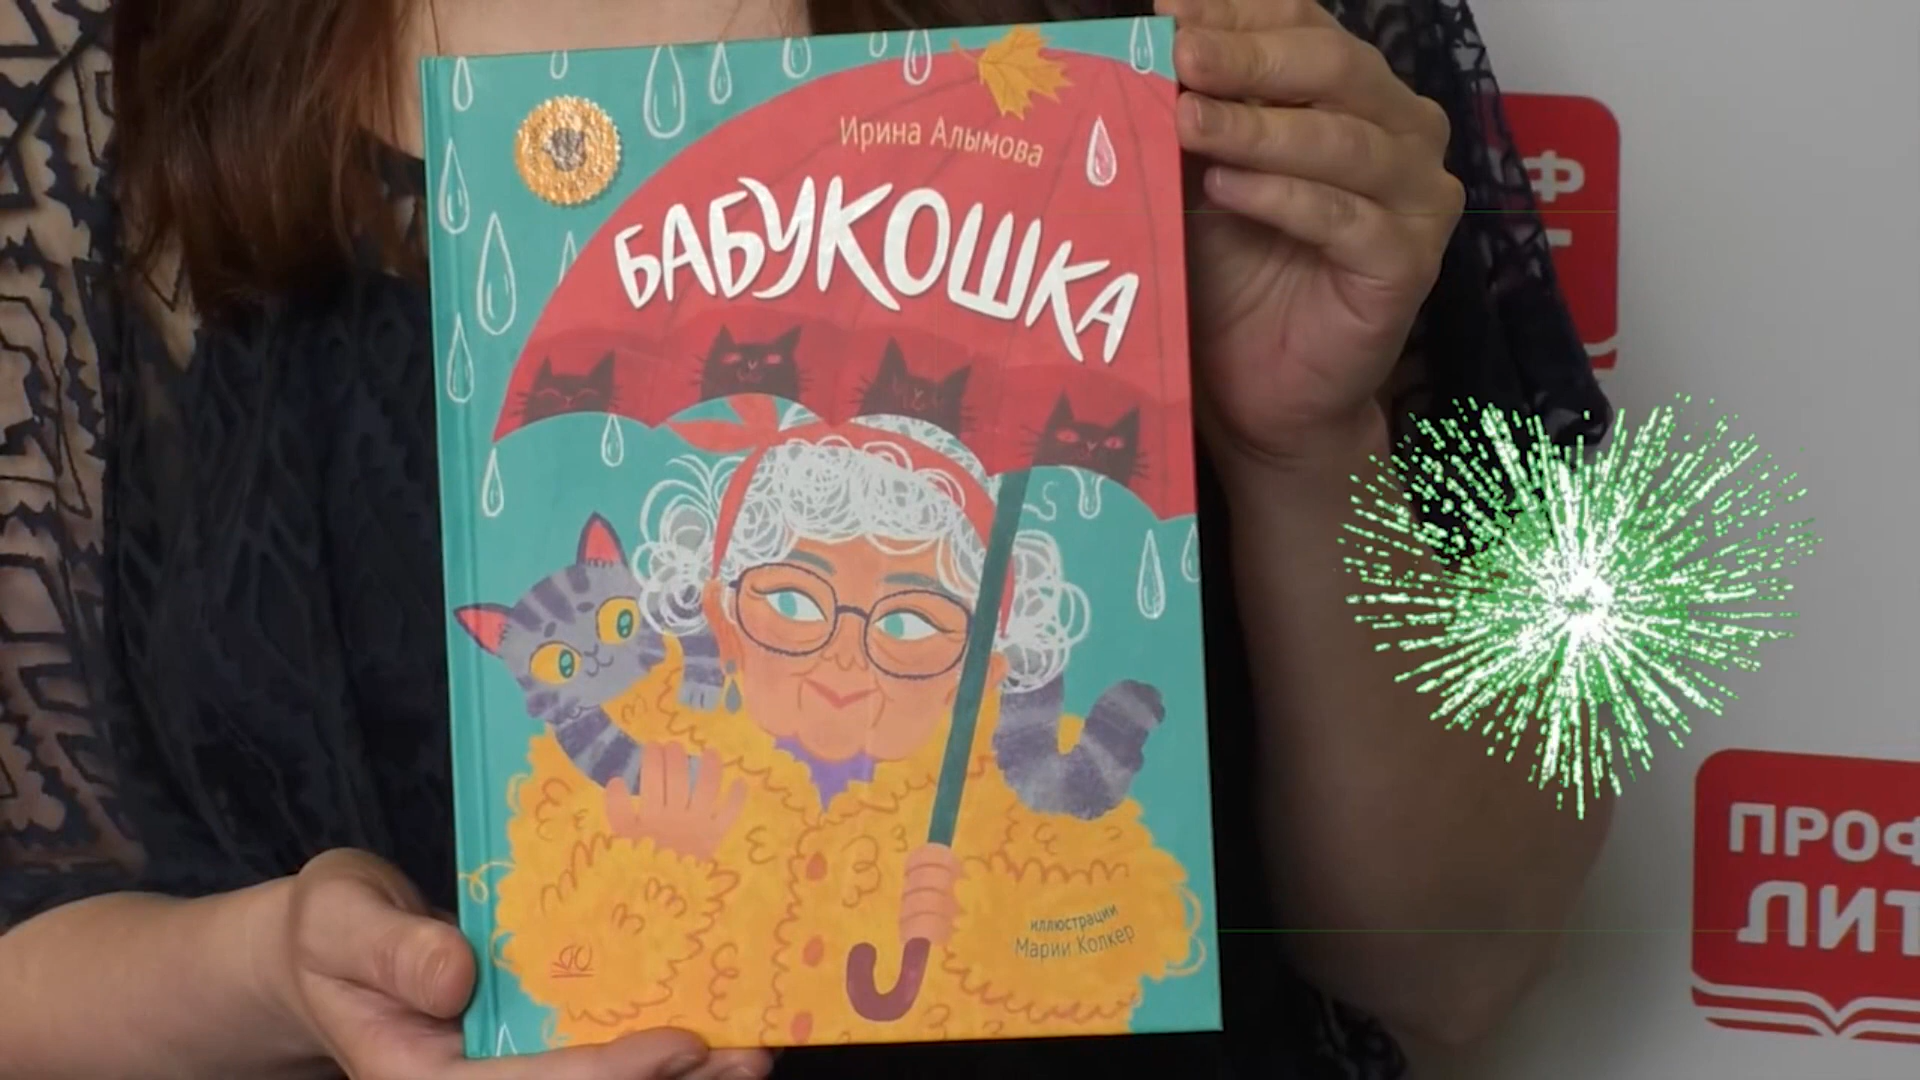 Ирина Алымова
БАБУКОШКА
иллюстрации
Марии Колкер
ПРОФ
ЛИТ